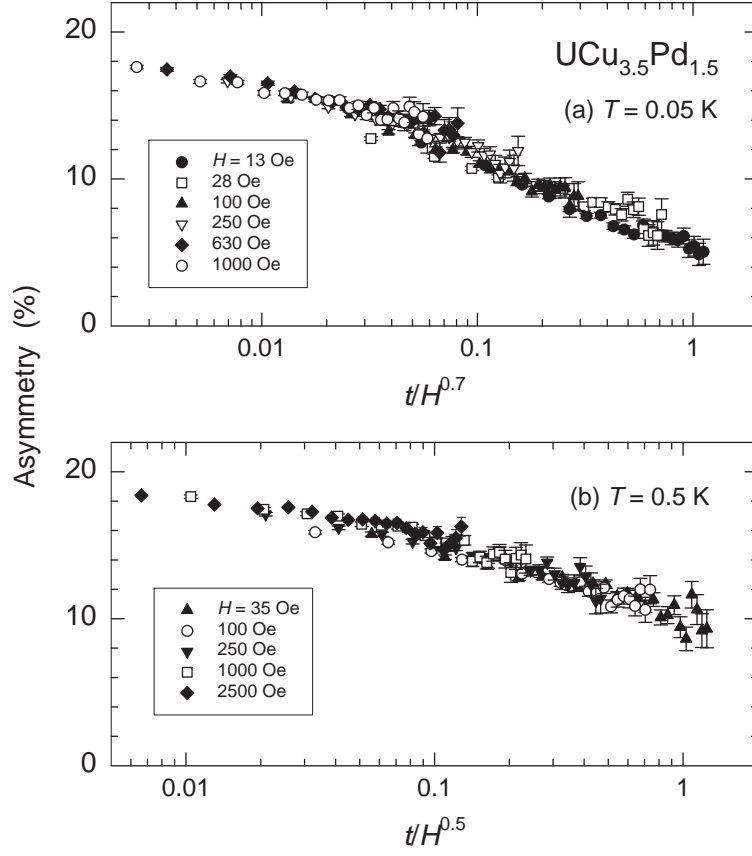 20
UCu3.5Pd1.5
(a) T = 0.05 K
H = 13 Oe
28 Oe
100 Oe
250 Oe
630 Oe
1000 Oe
10
0
0.01 0.1 1
t/H^0.7
Asymmetry (%)
20
(b) T = 0.5 K
H = 35 Oe
100 Oe
250 Oe
1000 Oe
2500 Oe
10
0
0.01 0.1 1
t/H^0.5